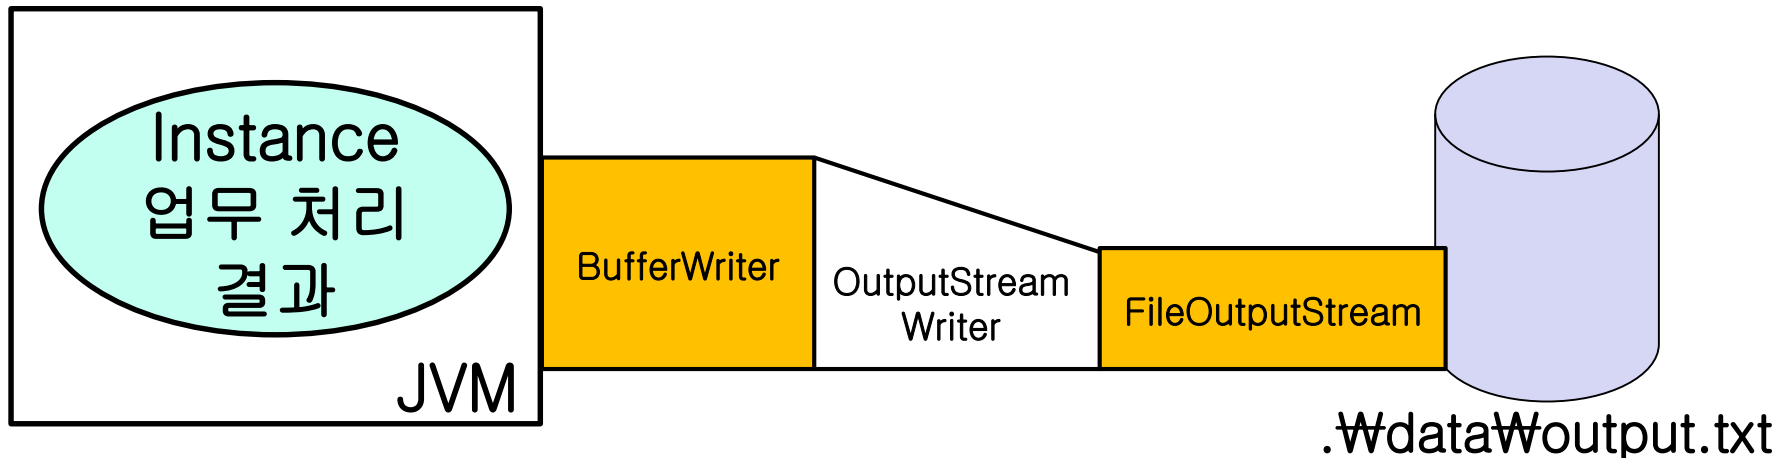 Instance
업무 처리
결과
JVM
BufferWriter
OutputStream
Writer
FileOutputStream
.₩data₩output.txt